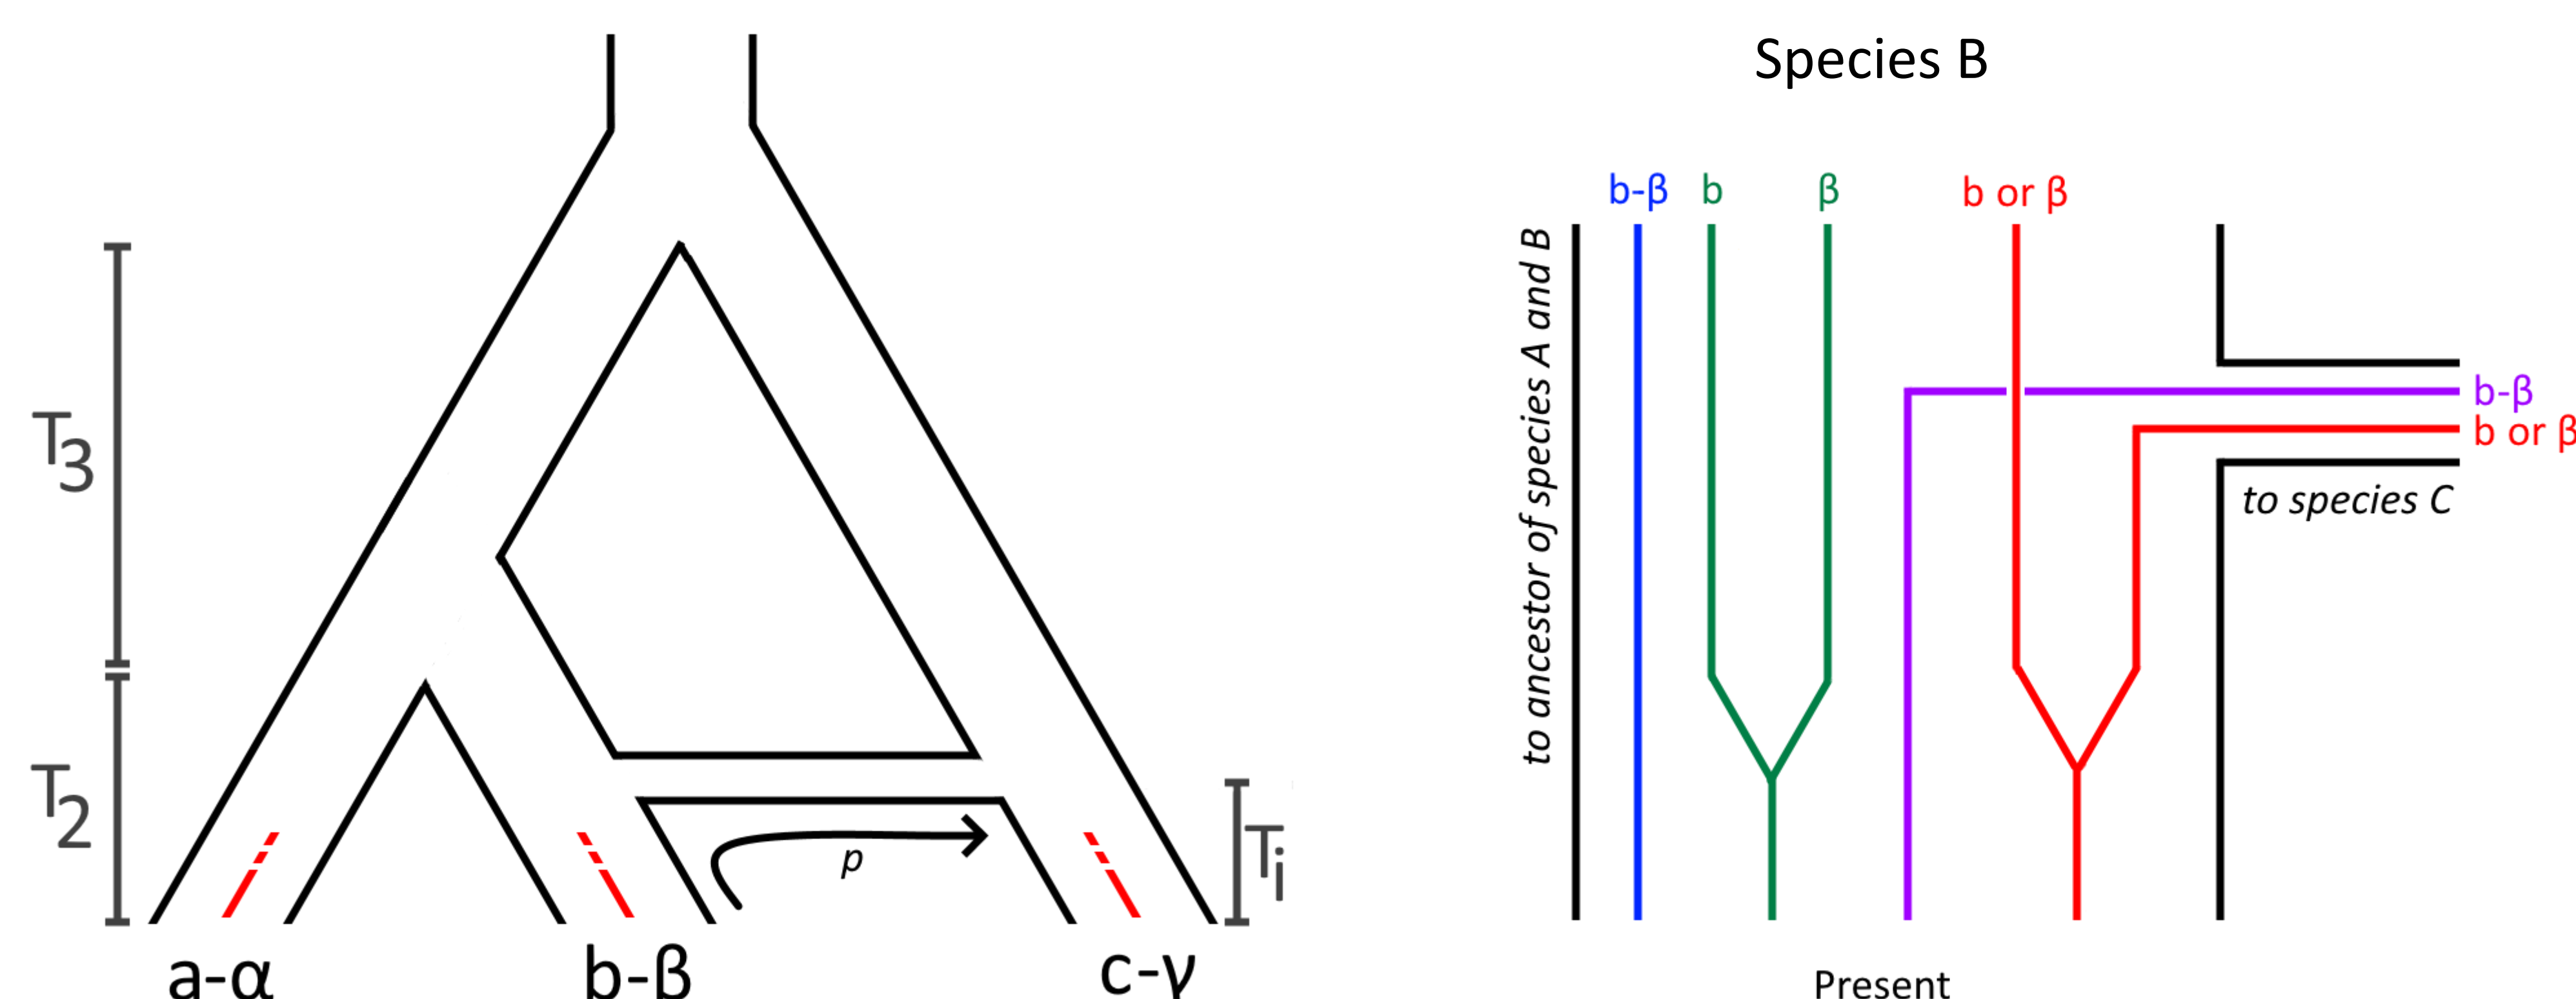 T3
T2
p
Ti
a-α
b-β
c-γ
Species B
b-β
b
β
b or β
to ancestor of species A and B
b-β
b or β
to species C
Present